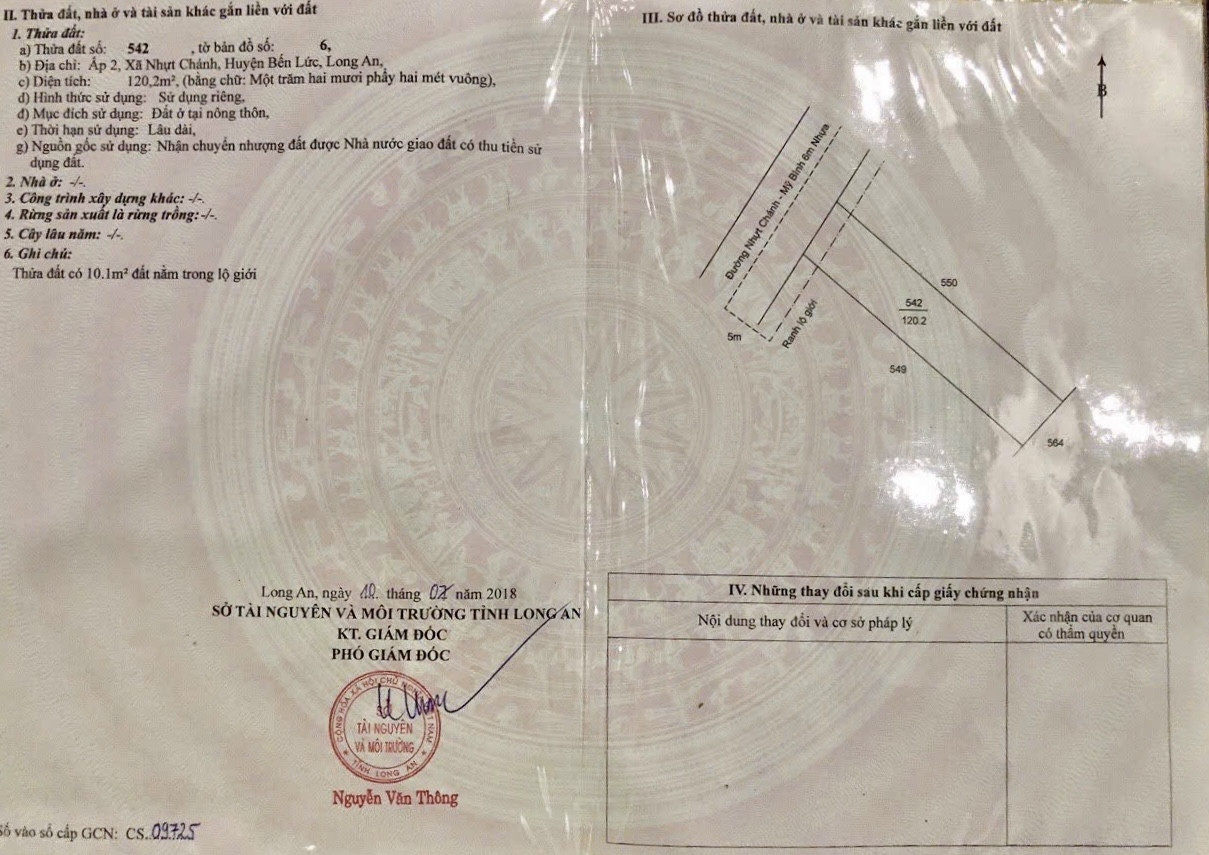 II. Thửa đất, nhà ở và tài sản khác gắn liền với đất
1. Thửa đất:
a) Thửa đất số: 542 , tờ bản đồ số: 6,
b) Địa chỉ: Ấp 2, Xã Nhựt Chánh, Huyện Bến Lức, Long An,
c) Diện tích: 120,2m², (bằng chữ: Một trăm hai mươi phẩy hai mét vuông),
d) Hình thức sử dụng: Sử dụng riêng,
đ) Mục đích sử dụng: Đất ở tại nông thôn,
e) Thời hạn sử dụng: Lâu dài,
g) Nguồn gốc sử dụng: Nhận chuyển nhượng đất được Nhà nước giao đất có thu tiền sử
dụng đất.
2. Nhà ở: -/-.
3. Công trình xây dựng khác: -/-.
4. Rừng sản xuất là rừng trồng:-/-.
5. Cây lâu năm: -/-.
6. Ghi chú:
Thửa đất có 10.1m² đất nằm trong lộ giới
Long An, ngày 10. tháng 07 năm 2018
SỞ TÀI NGUYÊN VÀ MÔI TRƯỜNG TỈNH LONG AN
KT. GIÁM ĐỐC
PHÓ GIÁM ĐỐC
CỘNG HÒA XÃ HỘI CHỦ NGHĨA VIỆT NAM
SỞ
TÀI NGUYÊN
VÀ MÔI TRƯỜNG
TỈNH LONG AN
Nguyễn Văn Thông
Số vào sổ cấp GCN: CS..09725
III. Sơ đồ thửa đất, nhà ở và tài sản khác gắn liền với đất
B
Đường Nhựt Chánh - Mỹ Bình 6m Nhựa
Ranh lộ giới
5m
550
542
120.2
549
564
IV. Những thay đổi sau khi cấp giấy chứng nhận
Nội dung thay đổi và cơ sở pháp lý
Xác nhận của cơ quan
có thẩm quyền